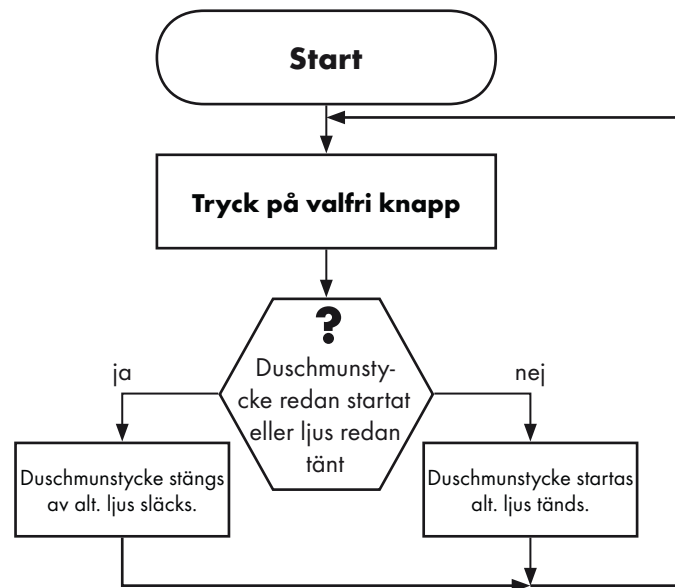 Start
Tryck på valfri knapp
?
Duschmunsty-
cke redan startat
eller ljus redan
tänt
ja
nej
Duschmunstycke stängs
av alt. ljus släcks.
Duschmunstycke startas
alt. ljus tänds.